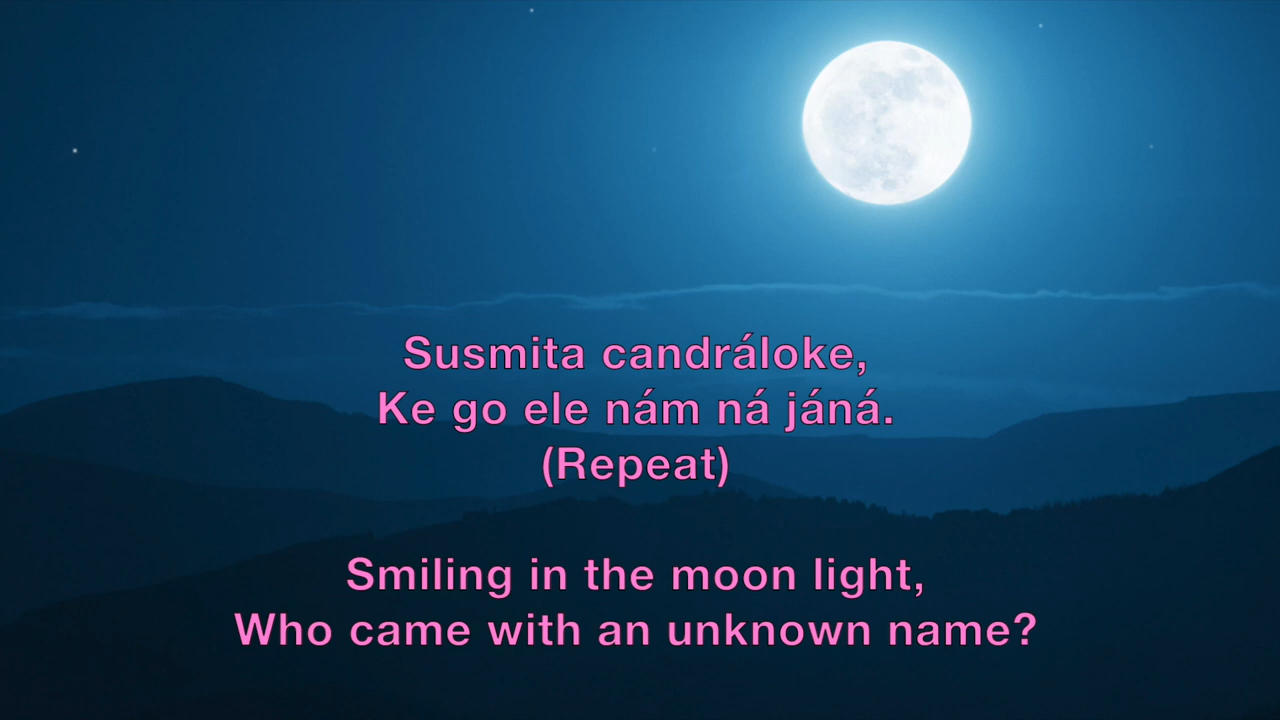 Susmita candráloke,
Ke go ele nám ná jáná.
(Repeat)
Smiling in the moon light,
Who came with an unknown name?